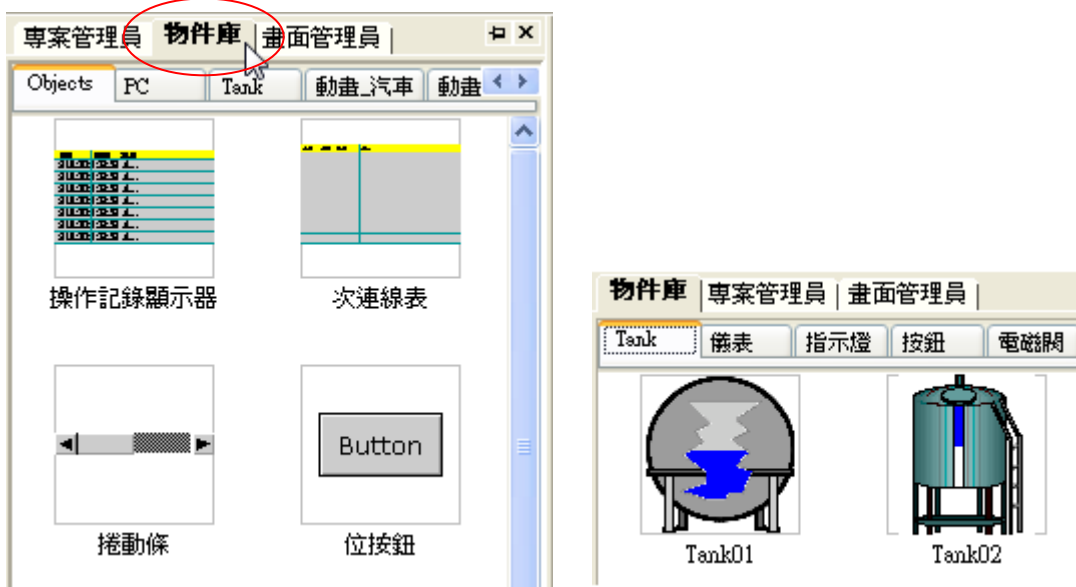 專案管理員 物件庫 畫面管理員
Objects PC Tank 動畫_汽車 動畫
操作記錄顯示器 次連線表
Button
捲動條 位按鈕
物件庫 專案管理員 畫面管理員
Tank 儀表 指示燈 按鈕 電磁閥
Tank01 Tank02